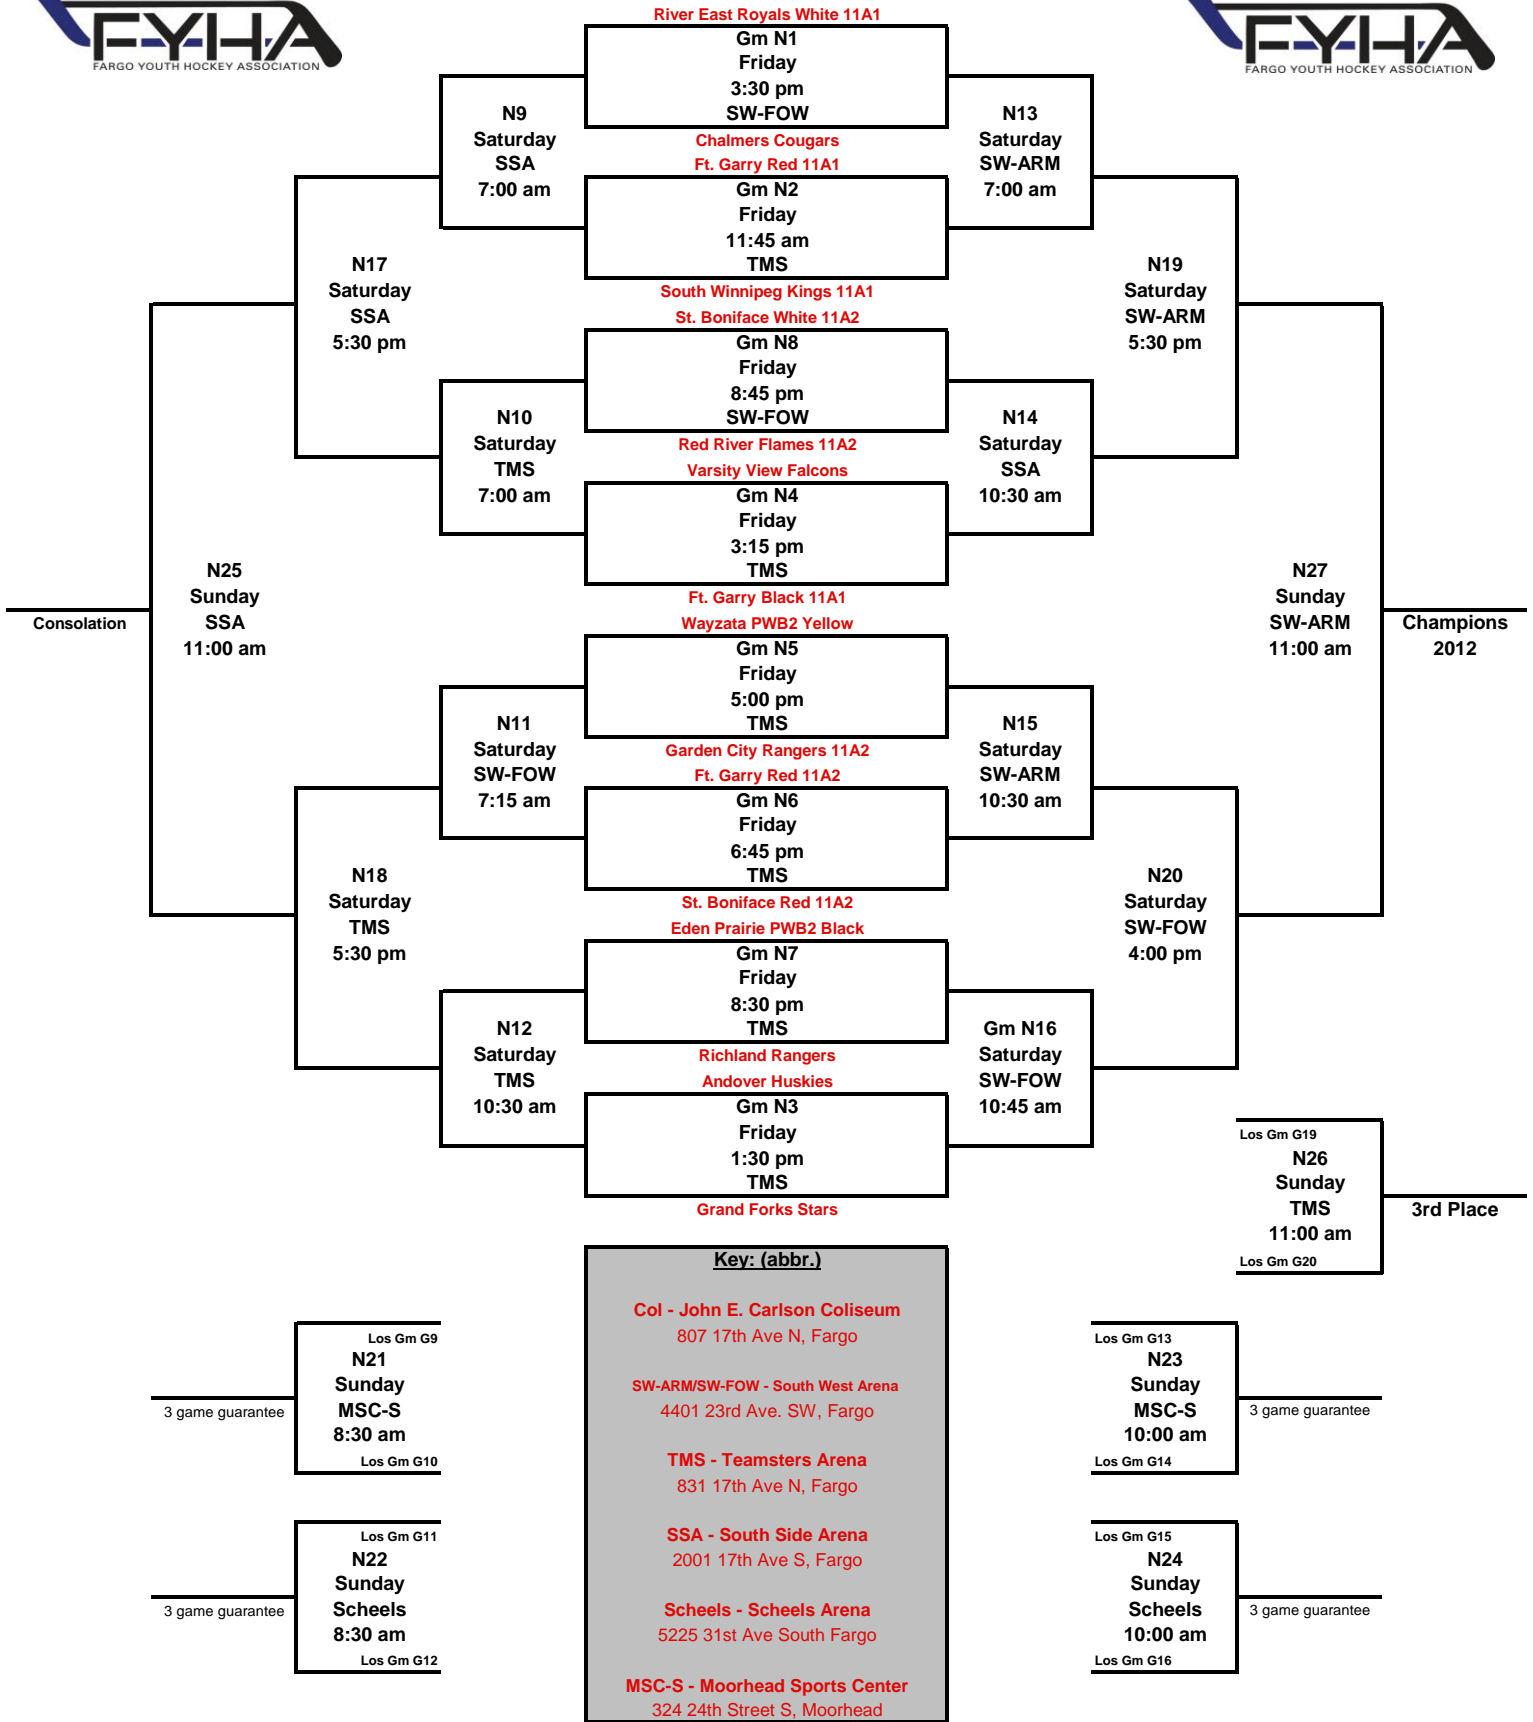 FYHA
FARGO YOUTH HOCKEY ASSOCIATION
FYHA
FARGO YOUTH HOCKEY ASSOCIATION
River East Royals White 11A1
Gm N1
Friday
3:30 pm
SW-FOW
Chalmers Cougars
N9
Saturday
SSA
7:00 am
N13
Saturday
SW-ARM
7:00 am
Ft. Garry Red 11A1
Gm N2
Friday
11:45 am
TMS
South Winnipeg Kings 11A1
N17
Saturday
SSA
5:30 pm
N19
Saturday
SW-ARM
5:30 pm
St. Boniface White 11A2
Gm N8
Friday
8:45 pm
SW-FOW
Red River Flames 11A2
N10
Saturday
TMS
7:00 am
N14
Saturday
SSA
10:30 am
Varsity View Falcons
Gm N4
Friday
3:15 pm
TMS
Ft. Garry Black 11A1
Consolation
N25
Sunday
SSA
11:00 am
N27
Sunday
SW-ARM
11:00 am
Champions
2012
Wayzata PWB2 Yellow
Gm N5
Friday
5:00 pm
TMS
Garden City Rangers 11A2
N11
Saturday
SW-FOW
7:15 am
N15
Saturday
SW-ARM
10:30 am
Ft. Garry Red 11A2
Gm N6
Friday
6:45 pm
TMS
St. Boniface Red 11A2
N18
Saturday
TMS
5:30 pm
N20
Saturday
SW-FOW
4:00 pm
Eden Prairie PWB2 Black
Gm N7
Friday
8:30 pm
TMS
Richland Rangers
N12
Saturday
TMS
10:30 am
Gm N16
Saturday
SW-FOW
10:45 am
Andover Huskies
Gm N3
Friday
1:30 pm
TMS
Grand Forks Stars
Los Gm G19
N26
Sunday
TMS
11:00 am
Los Gm G20
3rd Place
Key: (abbr.)
Col - John E. Carlson Coliseum
807 17th Ave N, Fargo
SW-ARM/SW-FOW - South West Arena
4401 23rd Ave. SW, Fargo
TMS - Teamsters Arena
831 17th Ave N, Fargo
SSA - South Side Arena
2001 17th Ave S, Fargo
Scheels - Scheels Arena
5225 31st Ave South Fargo
MSC-S - Moorhead Sports Center
324 24th Street S, Moorhead
Los Gm G9
N21
Sunday
MSC-S
8:30 am
Los Gm G10
3 game guarantee
Los Gm G13
N23
Sunday
MSC-S
10:00 am
Los Gm G14
3 game guarantee
Los Gm G11
N22
Sunday
Scheels
8:30 am
Los Gm G12
3 game guarantee
Los Gm G15
N24
Sunday
Scheels
10:00 am
Los Gm G16
3 game guarantee